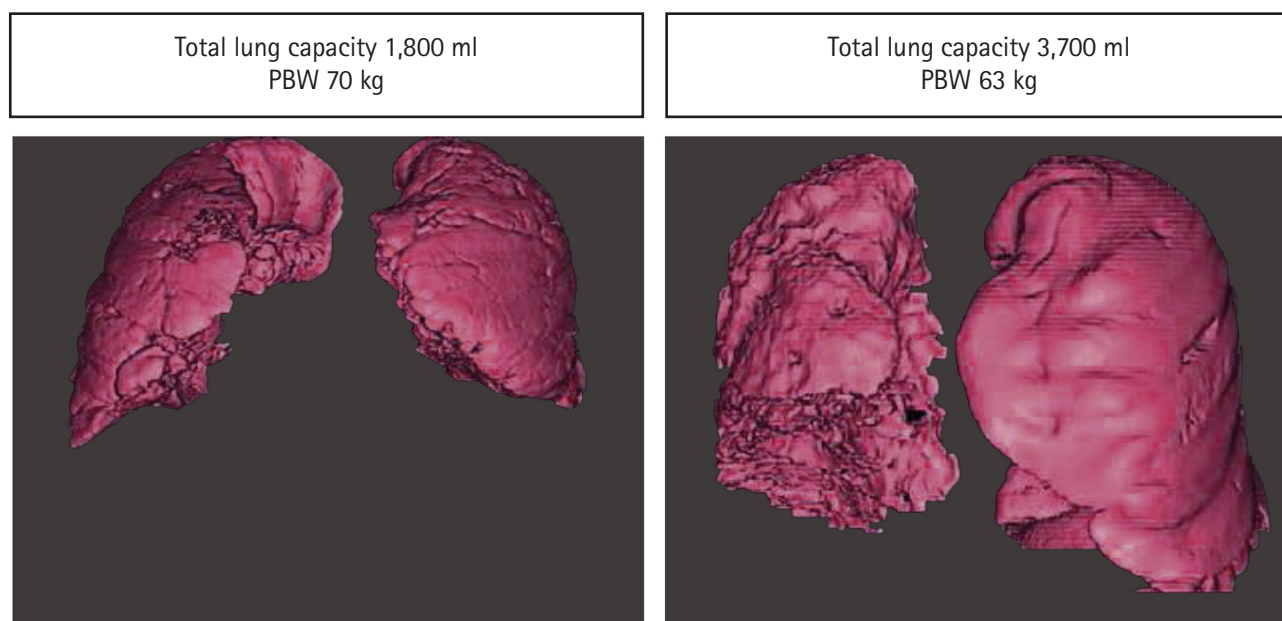 Total lung capacity 1,800 ml
PBW 70 kg
Total lung capacity 3,700 ml
PBW 63 kg